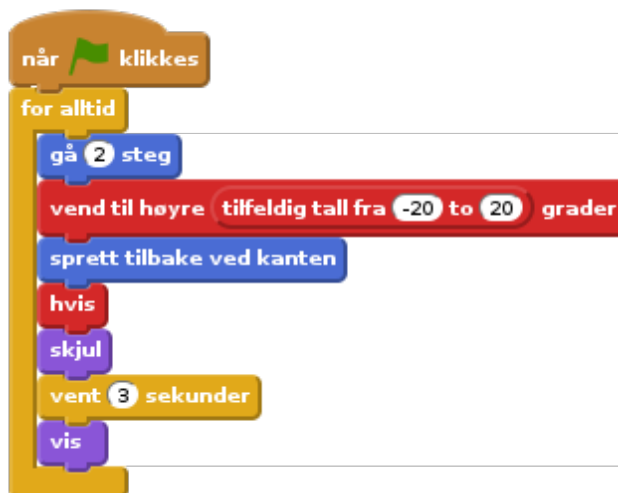 når klikkes
for alltid
gå 2 steg
vend til høyre tilfeldig tall fra -20 to 20 grader
sprett tilbake ved kanten
hvis
skjul
vent 3 sekunder
vis